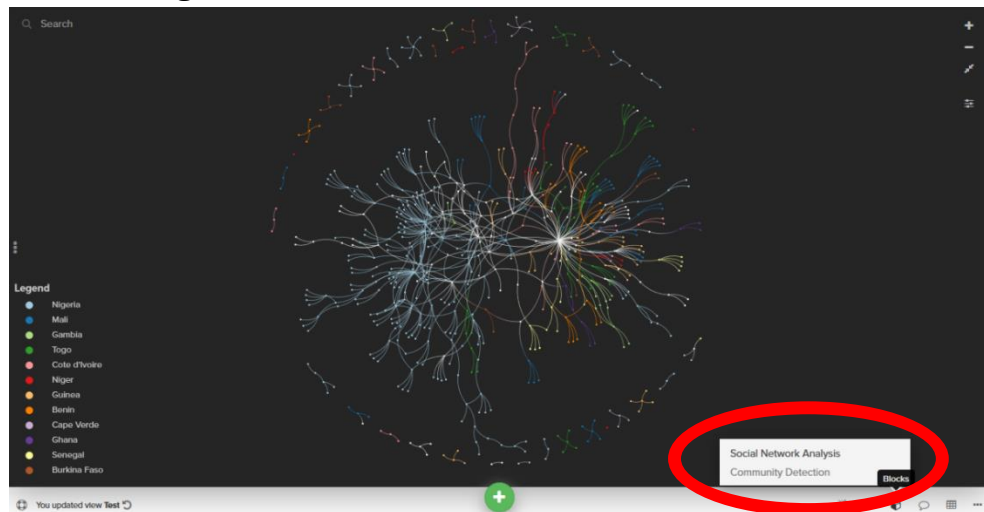 Search
Legend
Nigeria
Mali
Gambia
Togo
Cote d'Ivoire
Niger
Guinea
Benin
Cape Verde
Ghana
Senegal
Burkina Faso
Social Network Analysis
Community Detection
Blocks
You updated view Test